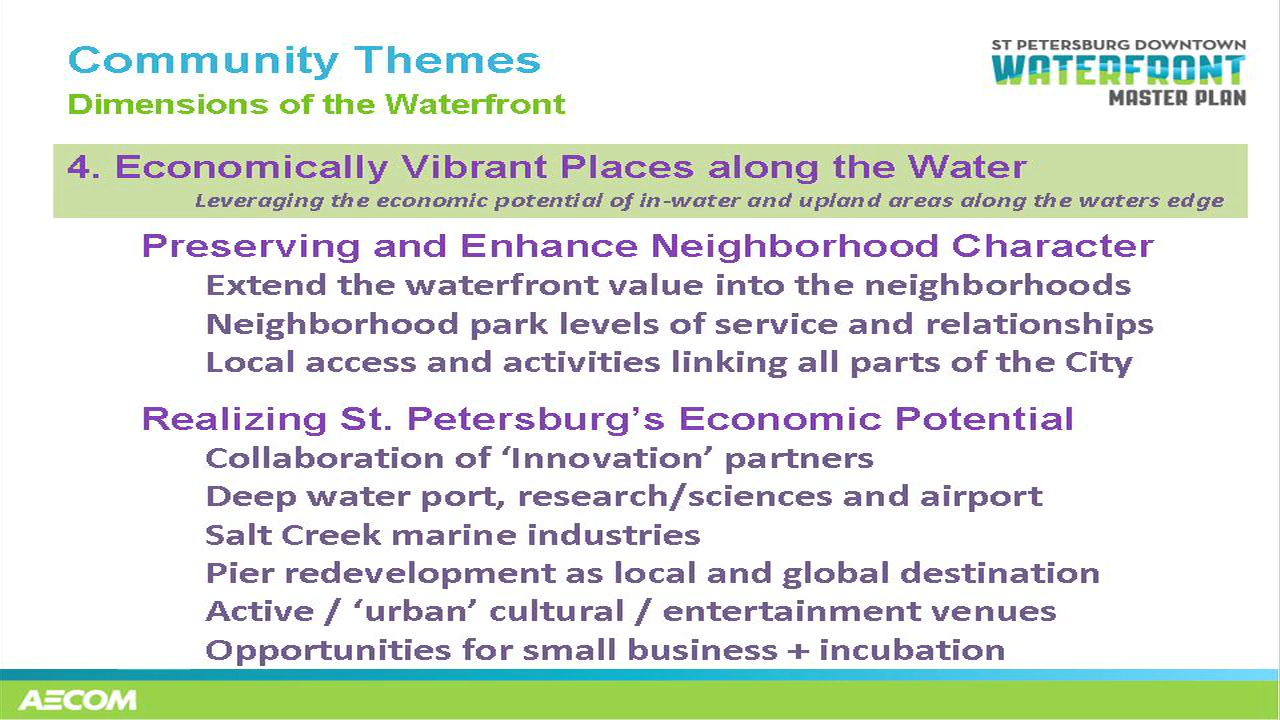 Community Themes
Dimensions of the Waterfront
ST PETERSBURG DOWNTOWN
WATERFRONT
MASTER PLAN
4. Economically Vibrant Places along the Water
Leveraging the economic potential of in-water and upland areas along the waters edge
Preserving and Enhance Neighborhood Character
Extend the waterfront value into the neighborhoods
Neighborhood park levels of service and relationships
Local access and activities linking all parts of the City
Realizing St. Petersburg’s Economic Potential
Collaboration of ‘Innovation’ partners
Deep water port, research/sciences and airport
Salt Creek marine industries
Pier redevelopment as local and global destination
Active / ‘urban’ cultural / entertainment venues
Opportunities for small business + incubation
AECOM